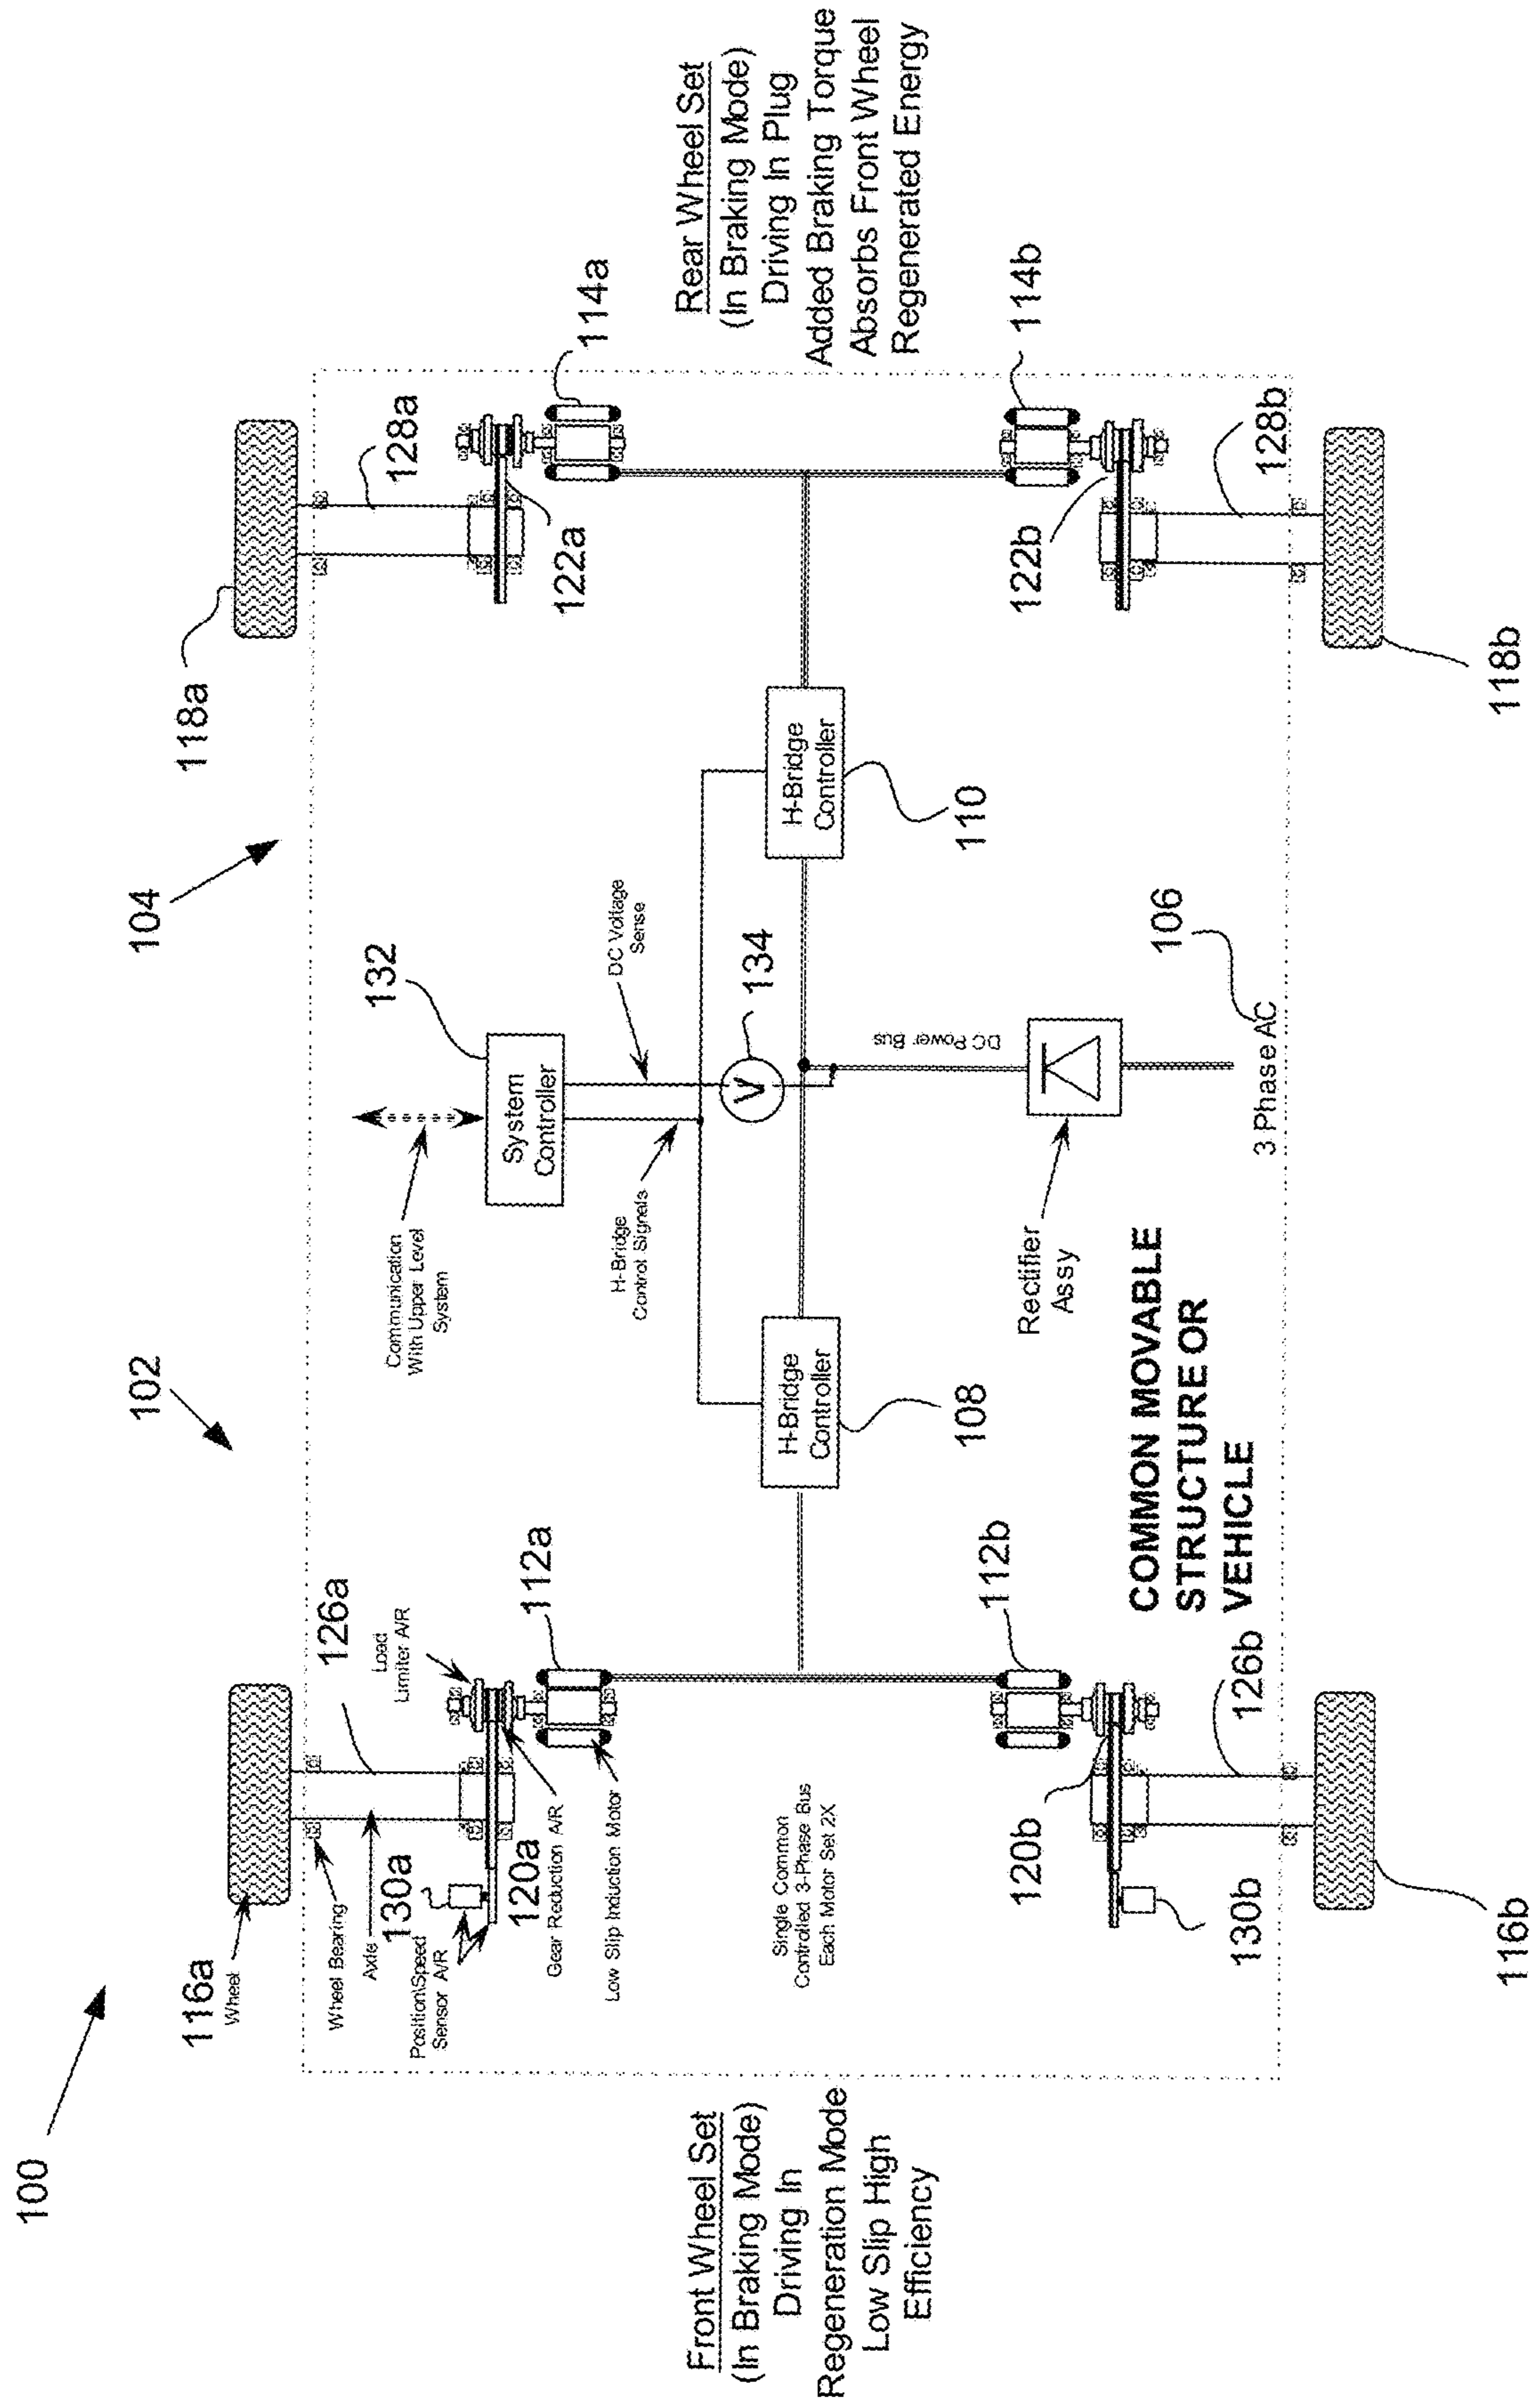 100
102
104
116a
Wheel
Wheel Bearing
Axle
130a
Position\Speed
Sensor A/R
120a
Gear Reduction A/R
Low Slip Induction Motor
126a
Load
Limiter A/R
112a
Communication
With Upper Level
System
132
System
Controller
H-Bridge
Control Signals
DC Voltage
Sense
134
V
118a
128a
122a
114a
Front Wheel Set
(In Braking Mode)
Driving In
Regeneration Mode
Low Slip High
Efficiency
Single Common
Controlled 3-Phase Bus
Each Motor Set 2X
H-Bridge
Controller
108
DC Power Bus
H-Bridge
Controller
110
Rear Wheel Set
(In Braking Mode)
Driving In Plug
Added Braking Torque
Absorbs Front Wheel
Regenerated Energy
112b
120b
130b
126b
116b
Rectifier
Assy
COMMON MOVABLE
STRUCTURE OR
VEHICLE
3 Phase AC
106
114b
122b
128b
118b